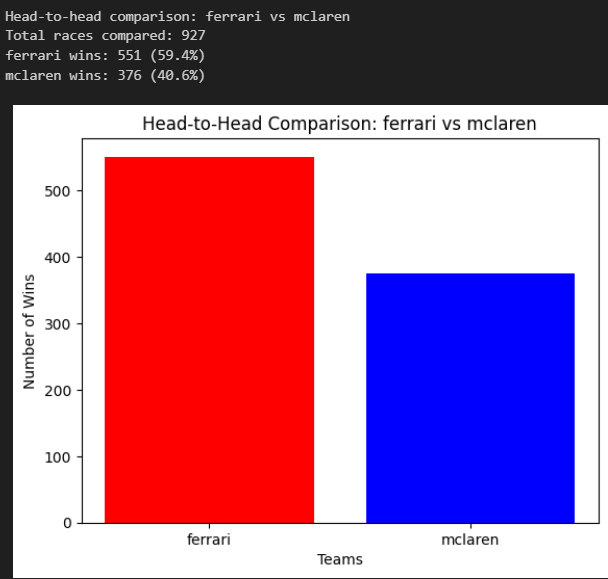 Head-to-head comparison: ferrari vs mclaren
Total races compared: 927
ferrari wins: 551 (59.4%)
mclaren wins: 376 (40.6%)
Head-to-Head Comparison: ferrari vs mclaren
Number of Wins
500
400
300
200
100
0
ferrari mclaren
Teams